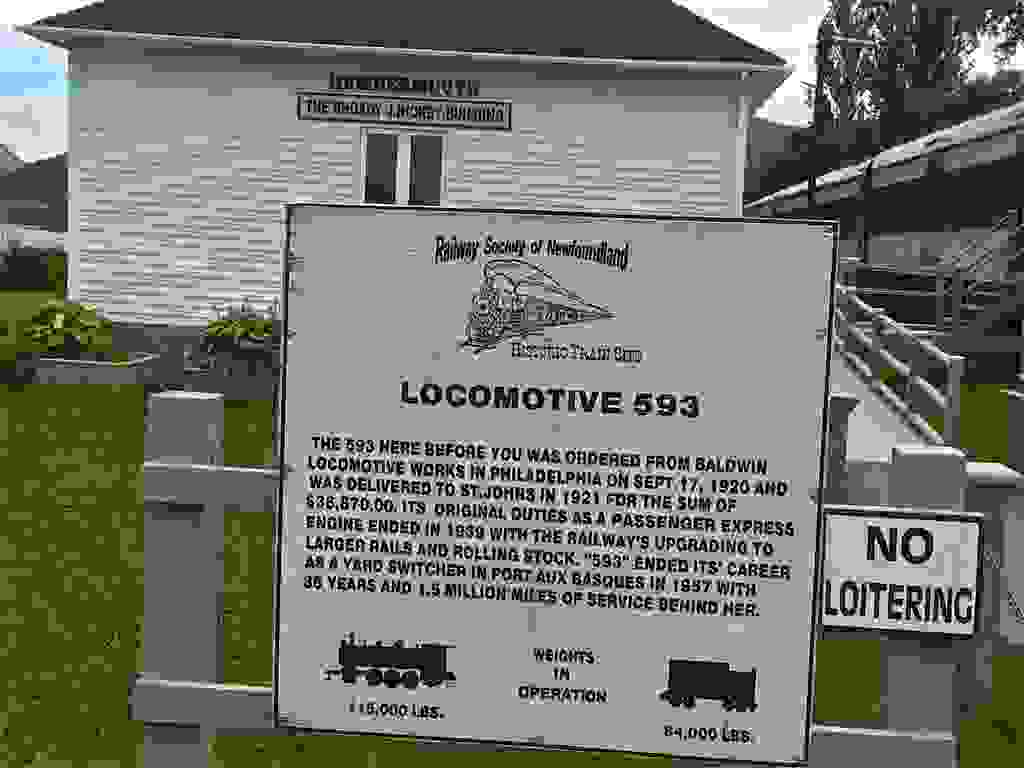 HUMBERMOUTH
THE BRUARY J. HICKEY BUILDING
Railway Society of Newfoundland
HISTORIC TRAIN SITE
LOCOMOTIVE 593
THE 593 HERE BEFORE YOU WAS ORDERED FROM BALDWIN
LOCOMOTIVE WORKS IN PHILADELPHIA ON SEPT. 17, 1920 AND
WAS DELIVERED TO ST.JOHNS IN 1921 FOR THE SUM OF
$36,870.00. ITS ORIGINAL DUTIES AS A PASSENGER EXPRESS
ENGINE ENDED IN 1939 WITH THE RAILWAY'S UPGRADING TO
LARGER RAILS AND ROLLING STOCK. "593" ENDED ITS' CAREER
AS A YARD SWITCHER IN PORT AUX BASQUES IN 1957 WITH
36 YEARS AND 1.5 MILLION MILES OF SERVICE BEHIND HER.
WEIGHTS
IN
OPERATION
115,000 LBS.
84,000 LBS.
NO
LOITERING